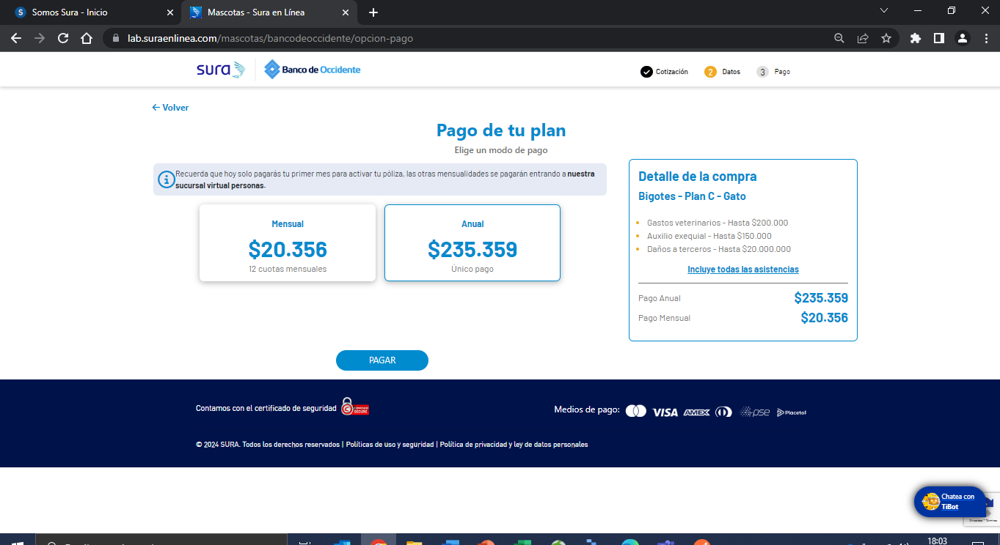 Somos Sura - Inicio
Mascotas - Sura en Línea
lab.suraenlinea.com/mascotas/bancodeoccidente/opcion-pago
sura
Banco de Occidente
Cotización
2 Datos
3 Pago
← Volver
Pago de tu plan
Elige un modo de pago
Recuerda que hoy solo pagarás tu primer mes para activar tu póliza, las otras mensualidades se pagarán entrando a nuestra
sucursal virtual personas.
Mensual
$20.356
12 cuotas mensuales
Anual
$235.359
Único pago
PAGAR
Detalle de la compra
Bigotes - Plan C - Gato
Gastos veterinarios - Hasta $200.000
Auxilio exequial - Hasta $150.000
Daños a terceros - Hasta $20.000.000
Incluye todas las asistencias
Pago Anual $235.359
Pago Mensual $20.356
Contamos con el certificado de seguridad
COMODO SECURE
Medios de pago:
VISA AMEX pse Placetor
© 2024 SURA. Todos los derechos reservados | Políticas de uso y seguridad | Política de privacidad y ley de datos personales
Chatea con
TiBot
18:03